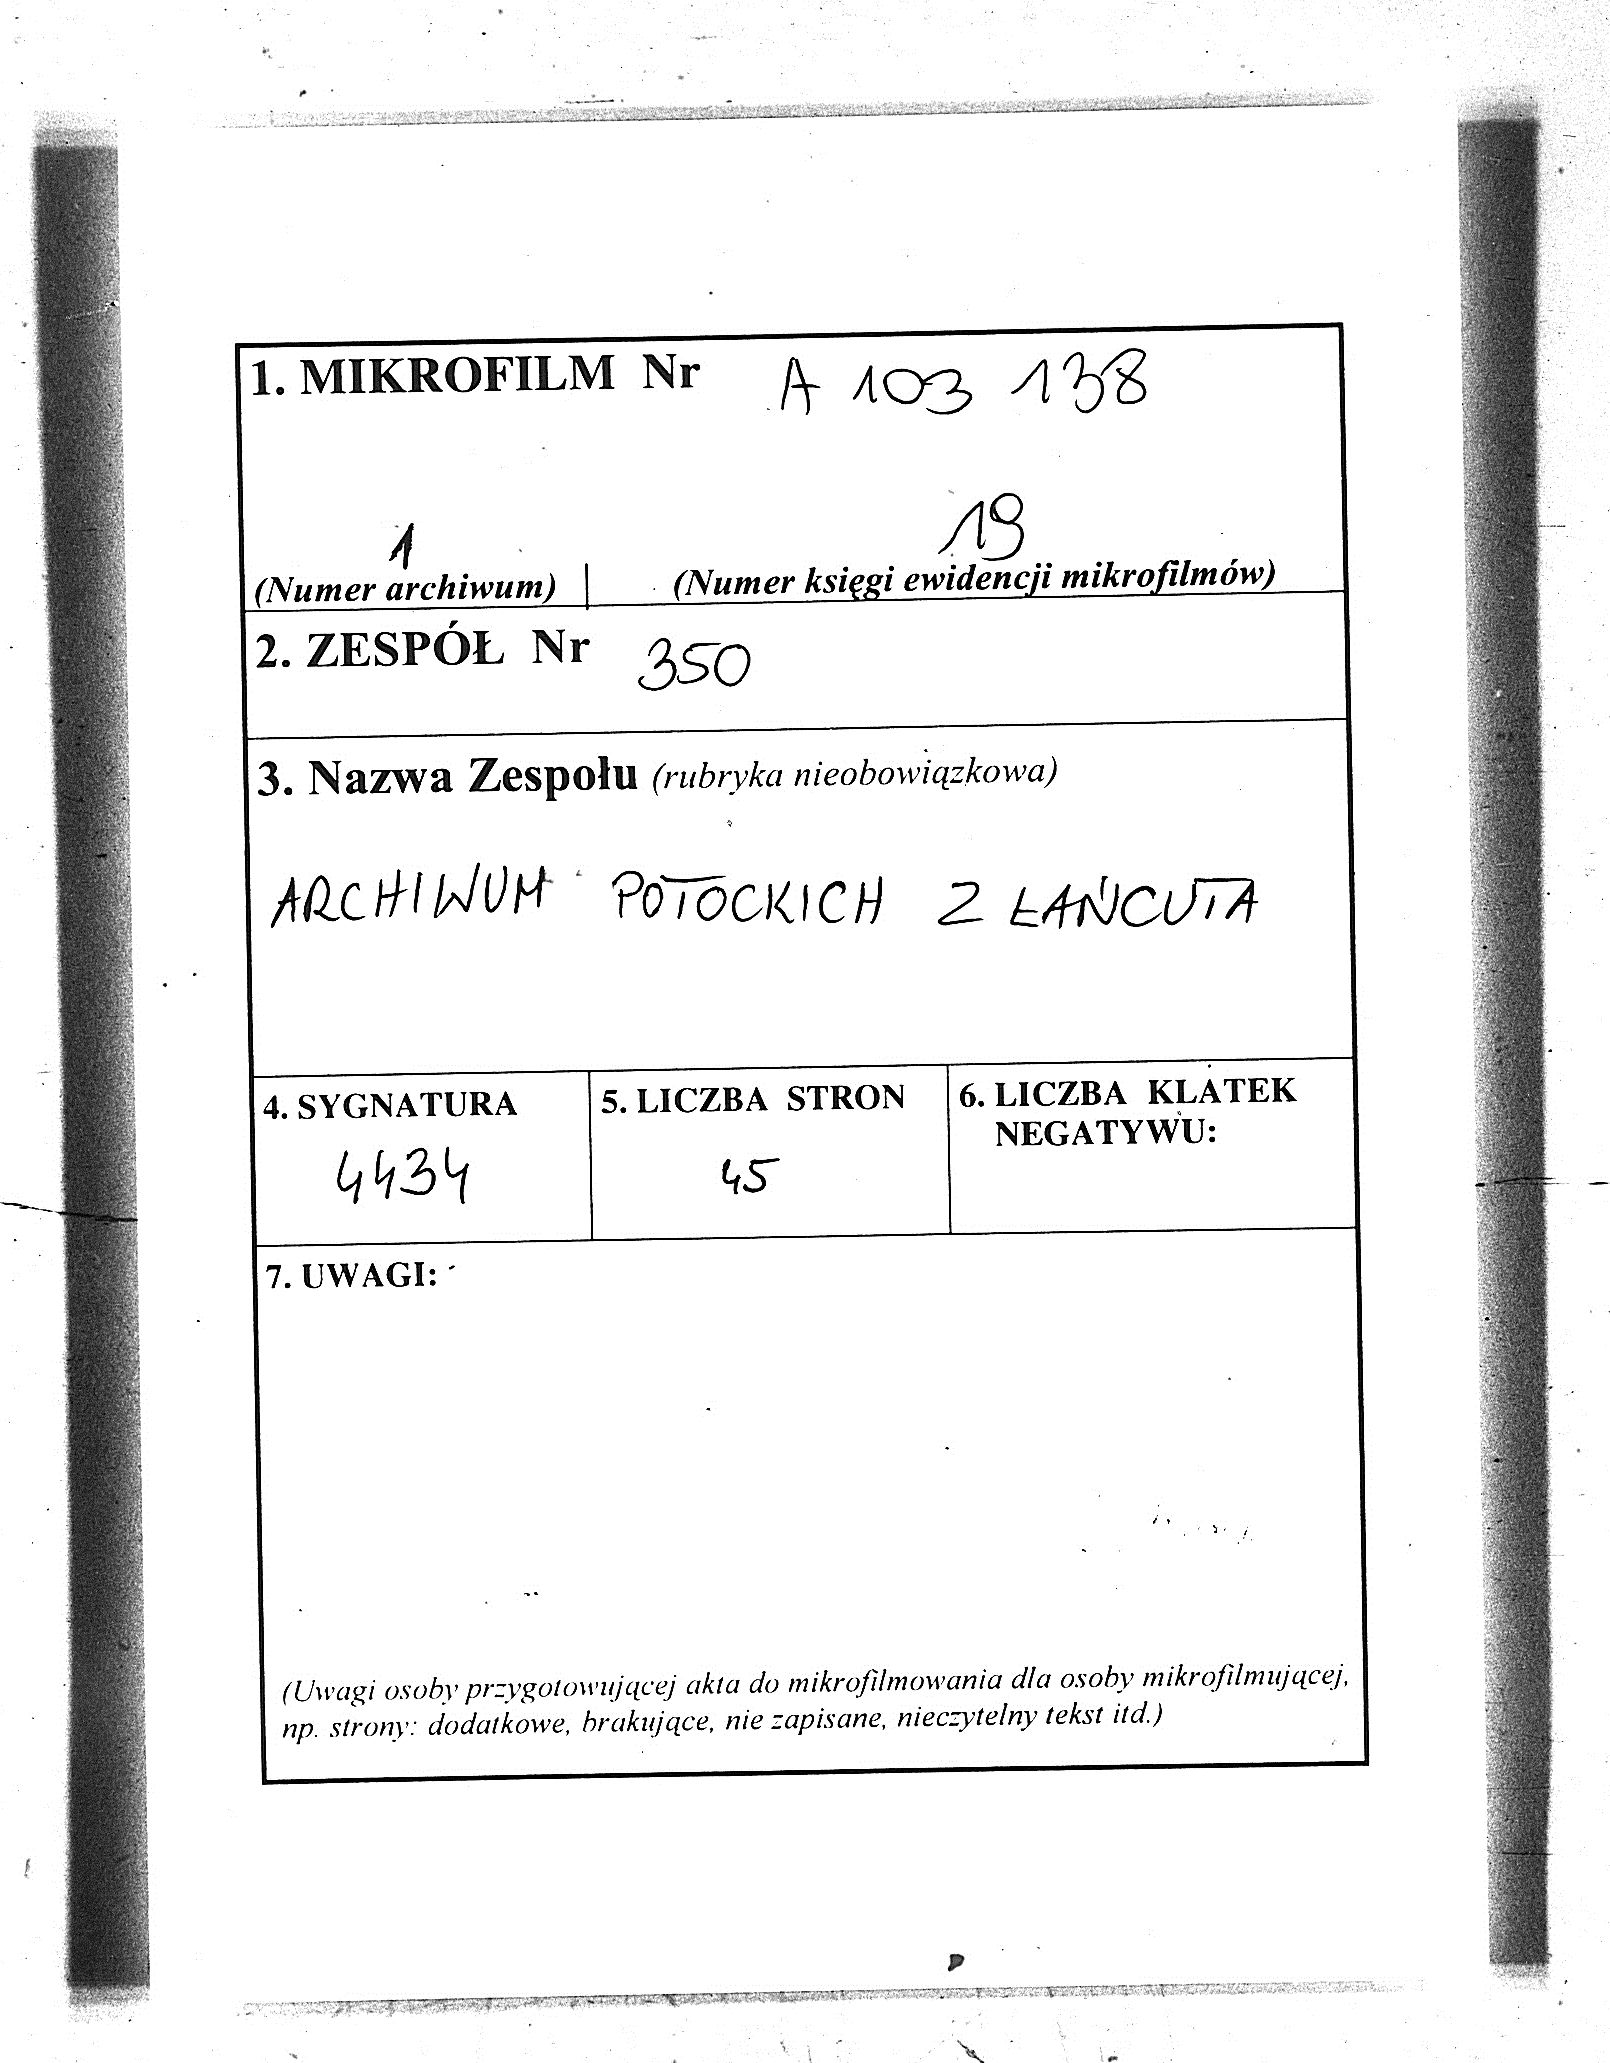 1. MIKROFILM Nr A 103 138
1 19
(Numer archiwum) (Numer księgi ewidencji mikrofilmów)
2. ZESPÓŁ Nr 350
3. Nazwa Zespołu (rubryka nieobowiązkowa)
ARCHIWUM POTOCKICH Z ŁAŃCUTA
4. SYGNATURA 5. LICZBA STRON 6. LICZBA KLATEK
NEGATYWU:
4434 45
7. UWAGI:
(Uwagi osoby przygotowującej akta do mikrofilmowania dla osoby mikrofilmującej,
np. strony: dodatkowe, brakujące, nie zapisane, nieczytelny tekst itd.)